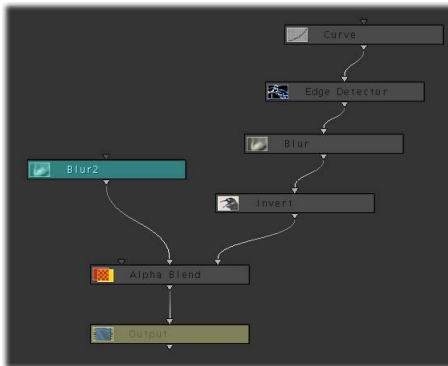 Curve
Edge Detector
Blur
Blur2
Invert
Alpha Blend
Output